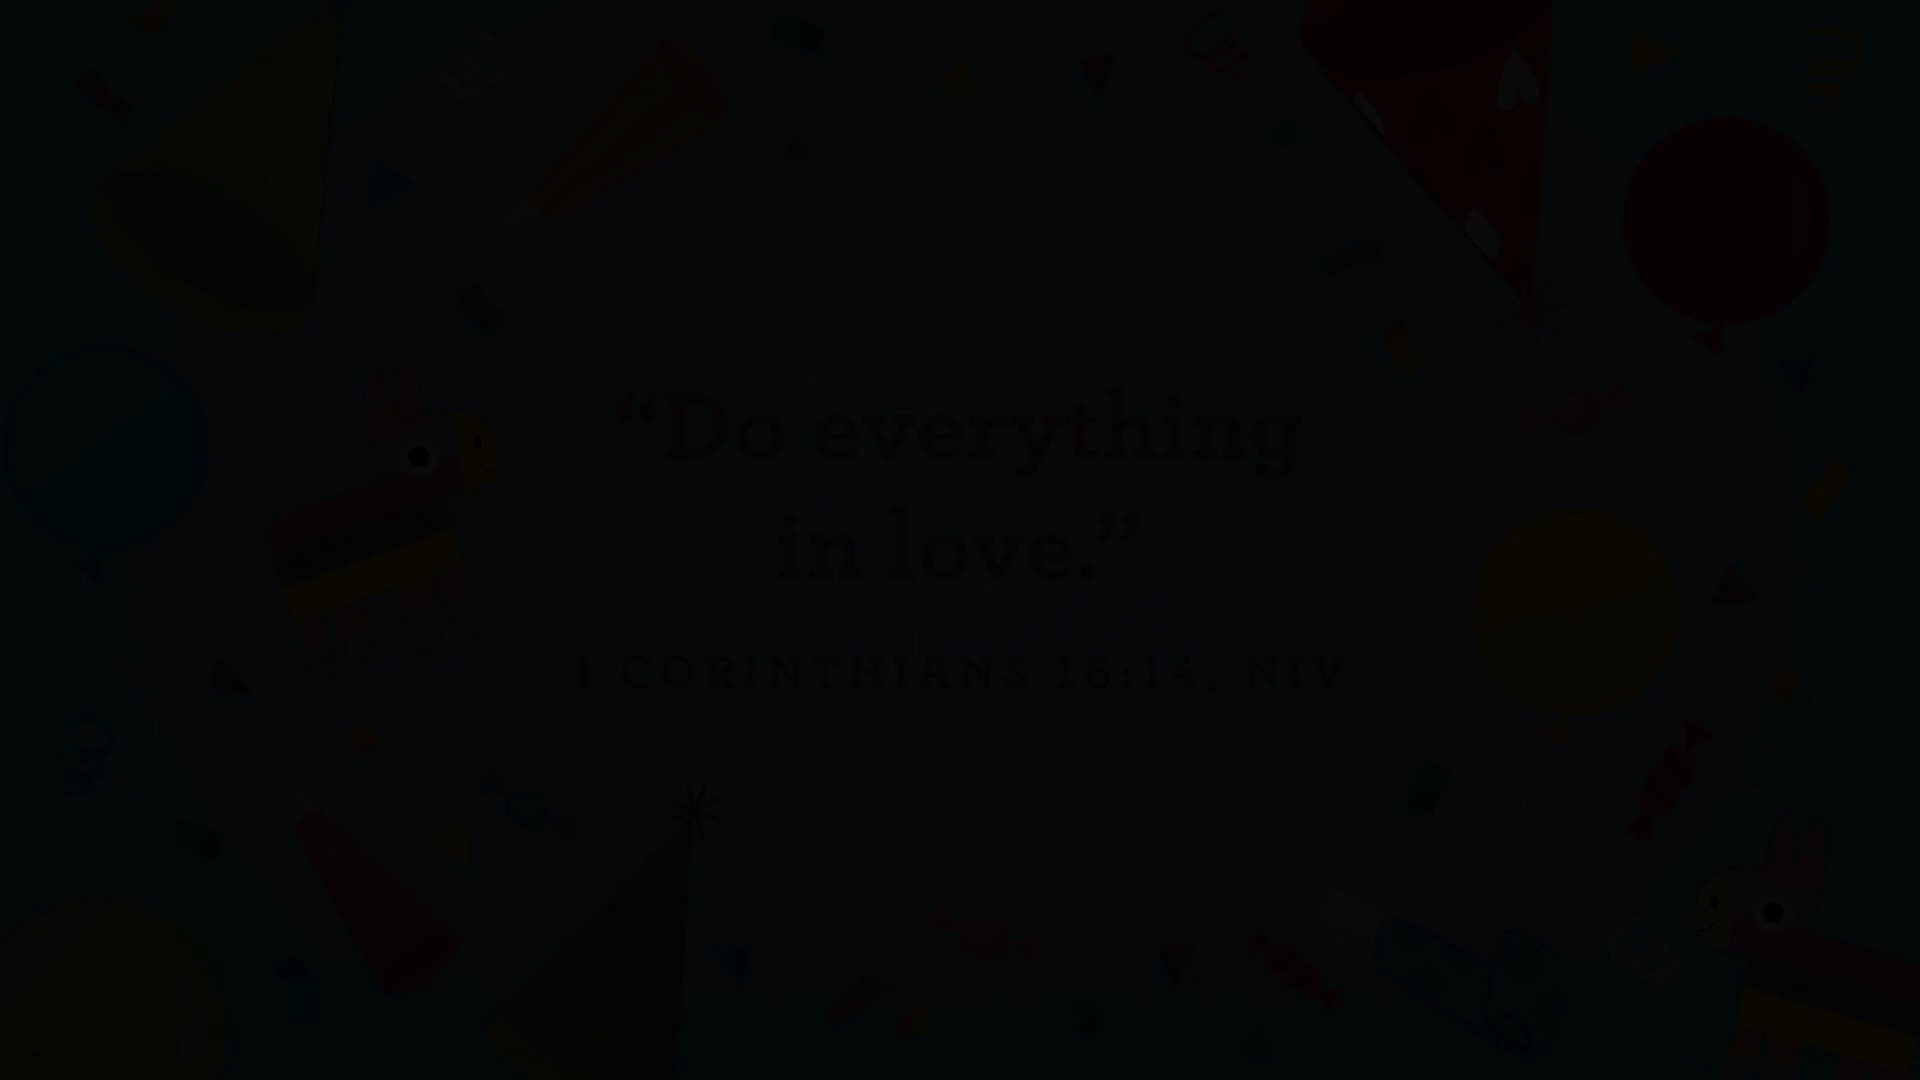 “Do everything
in love.”
1 CORINTHIANS 16:14, NIV